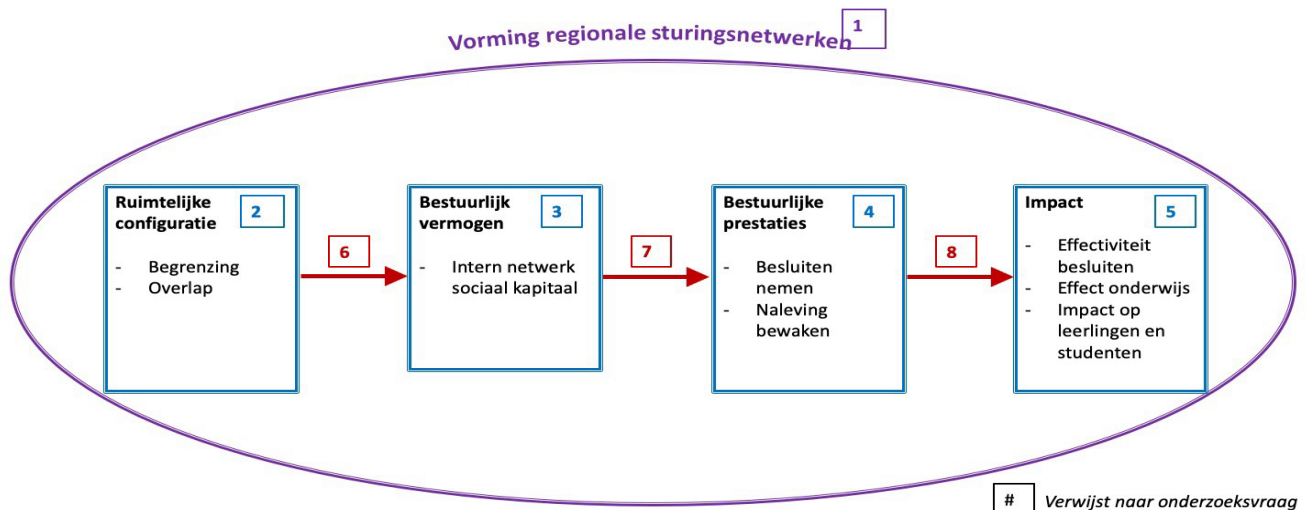 Vorming regionale sturingsnetwerken 1
Ruimtelijke
configuratie
2
- Begrenzing
- Overlap
6
Bestuurlijk
vermogen
3
- Intern netwerk
sociaal kapitaal
7
Bestuurlijke
prestaties
4
- Besluiten
nemen
- Naleving
bewaken
8
Impact
5
- Effectiviteit
besluiten
- Effect onderwijs
- Impact op
leerlingen en
studenten
# Verwijst naar onderzoeksvraag